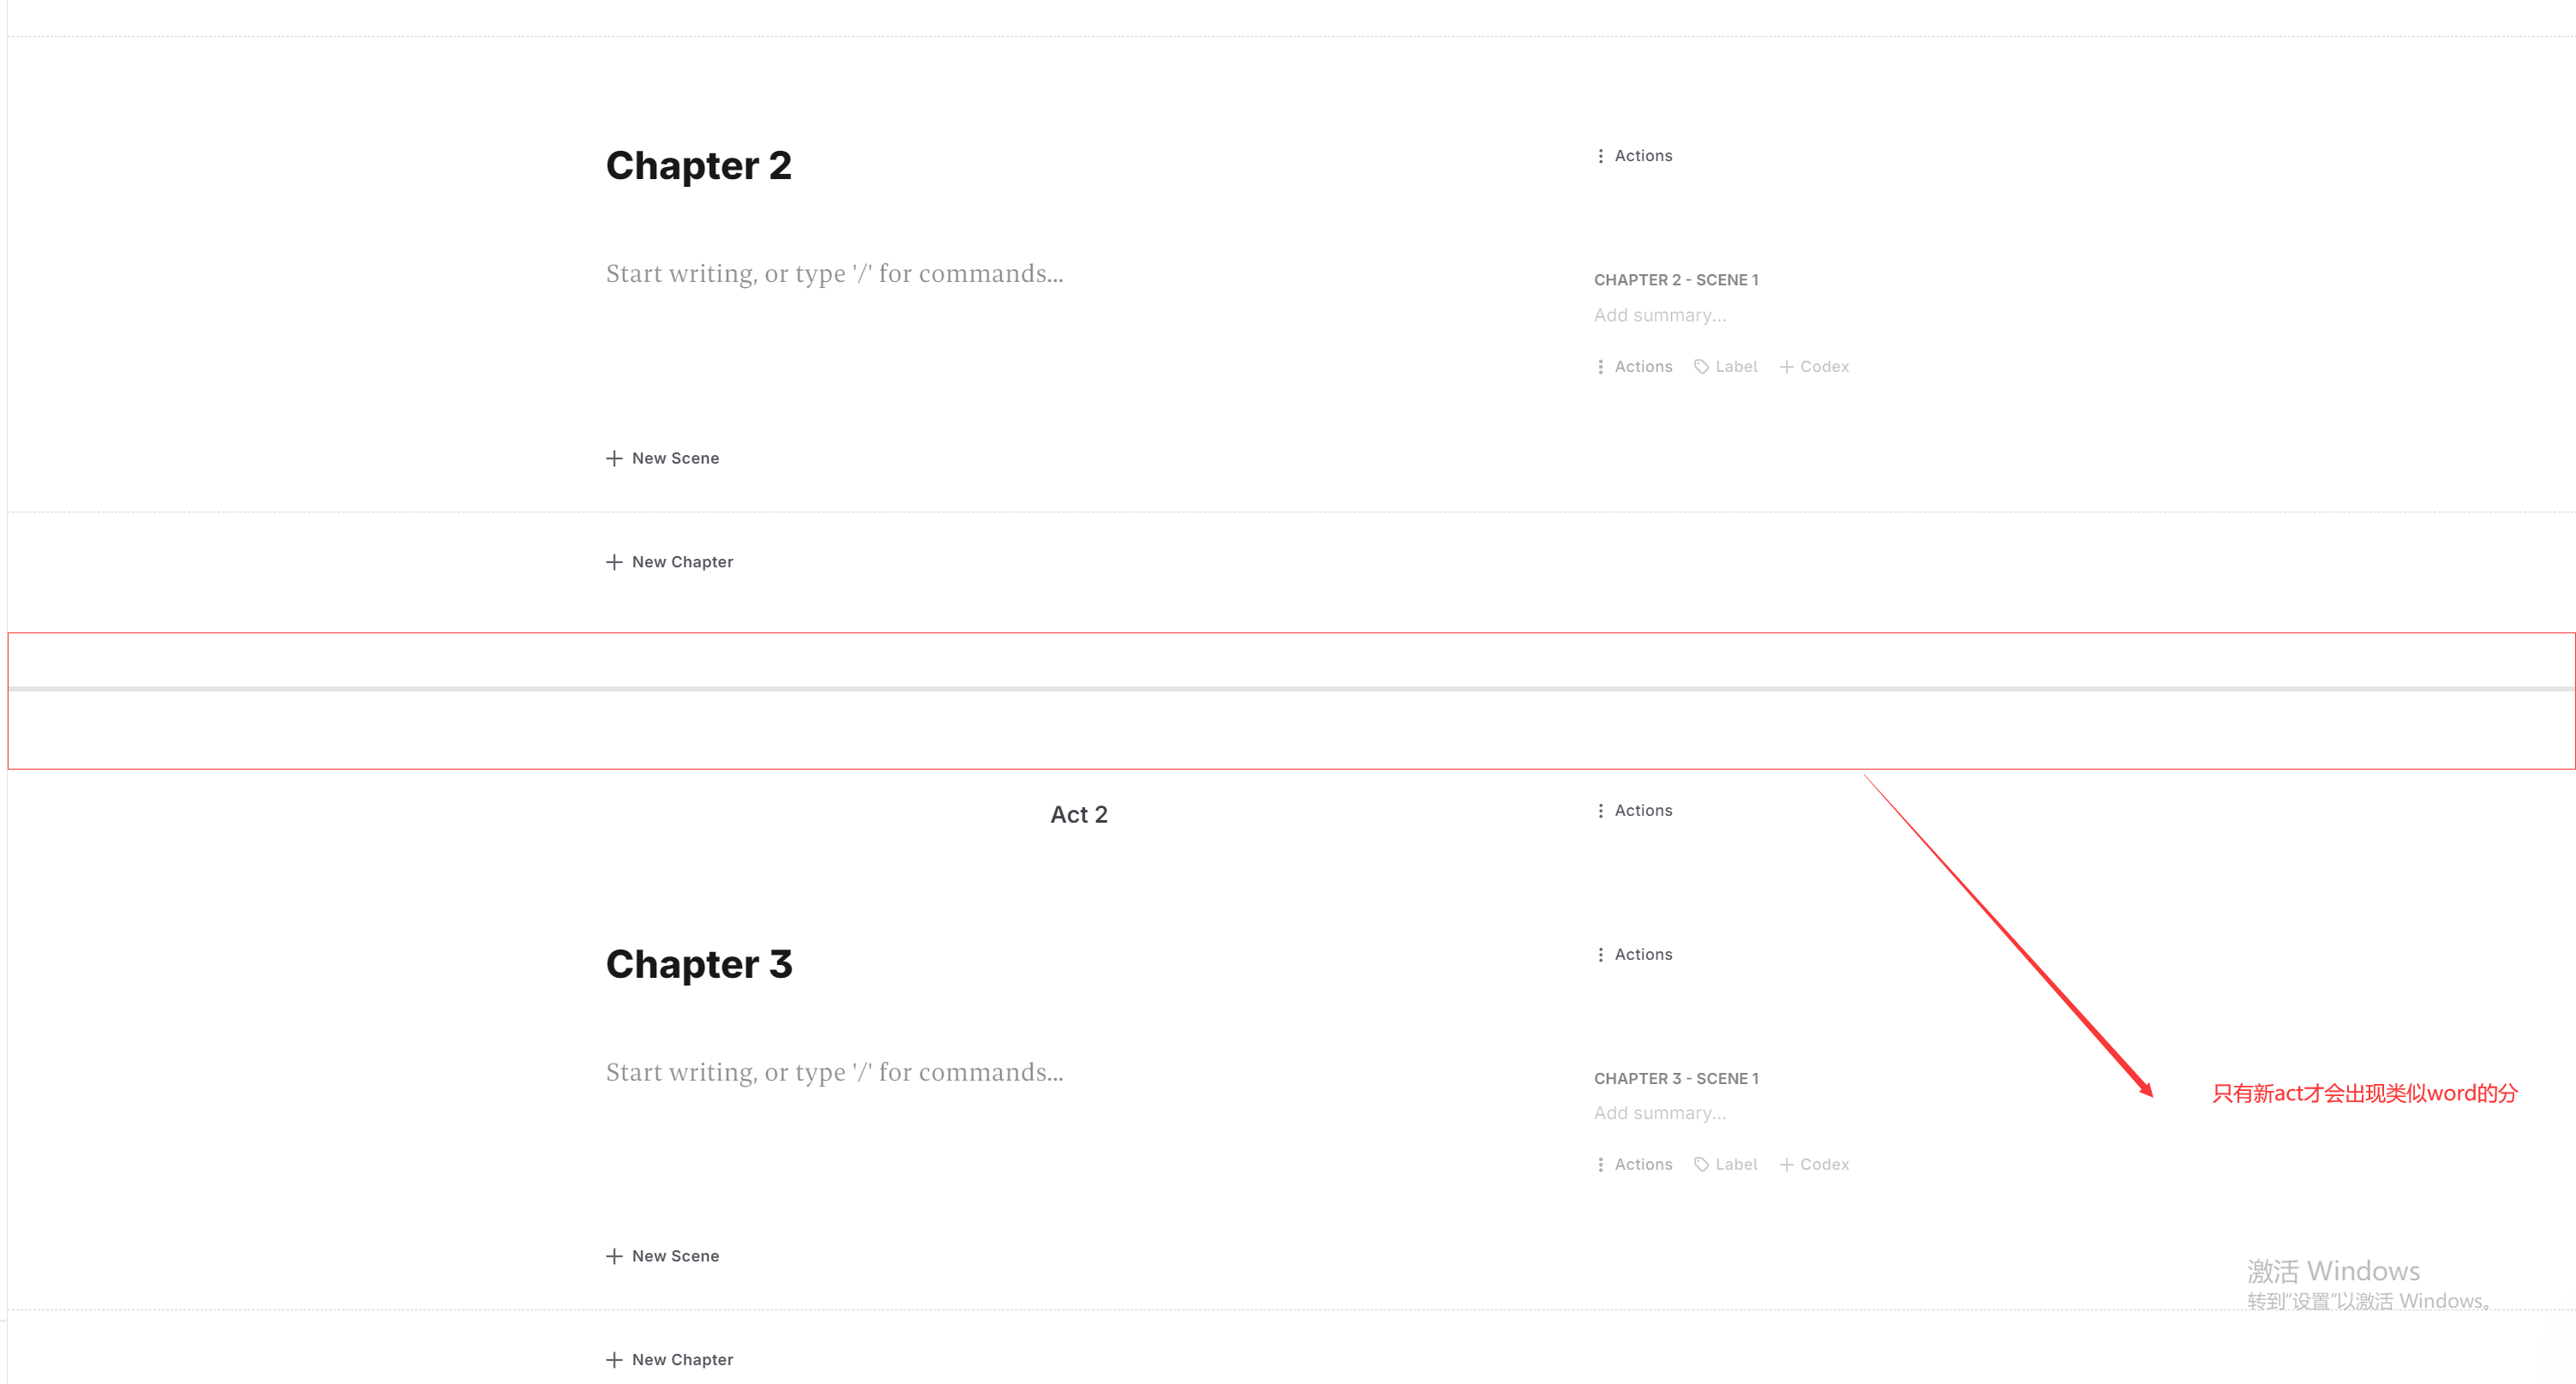 Chapter 2
Actions
Start writing, or type '/' for commands...
CHAPTER 2 - SCENE 1
Add summary...
Actions Label Codex
New Scene
New Chapter
Act 2
Actions
Chapter 3
Actions
Start writing, or type '/' for commands...
CHAPTER 3 - SCENE 1
只有新act才会出现类似word的分
Add summary...
Actions Label Codex
New Scene
激活 Windows
转到“设置”以激活 Windows。
New Chapter